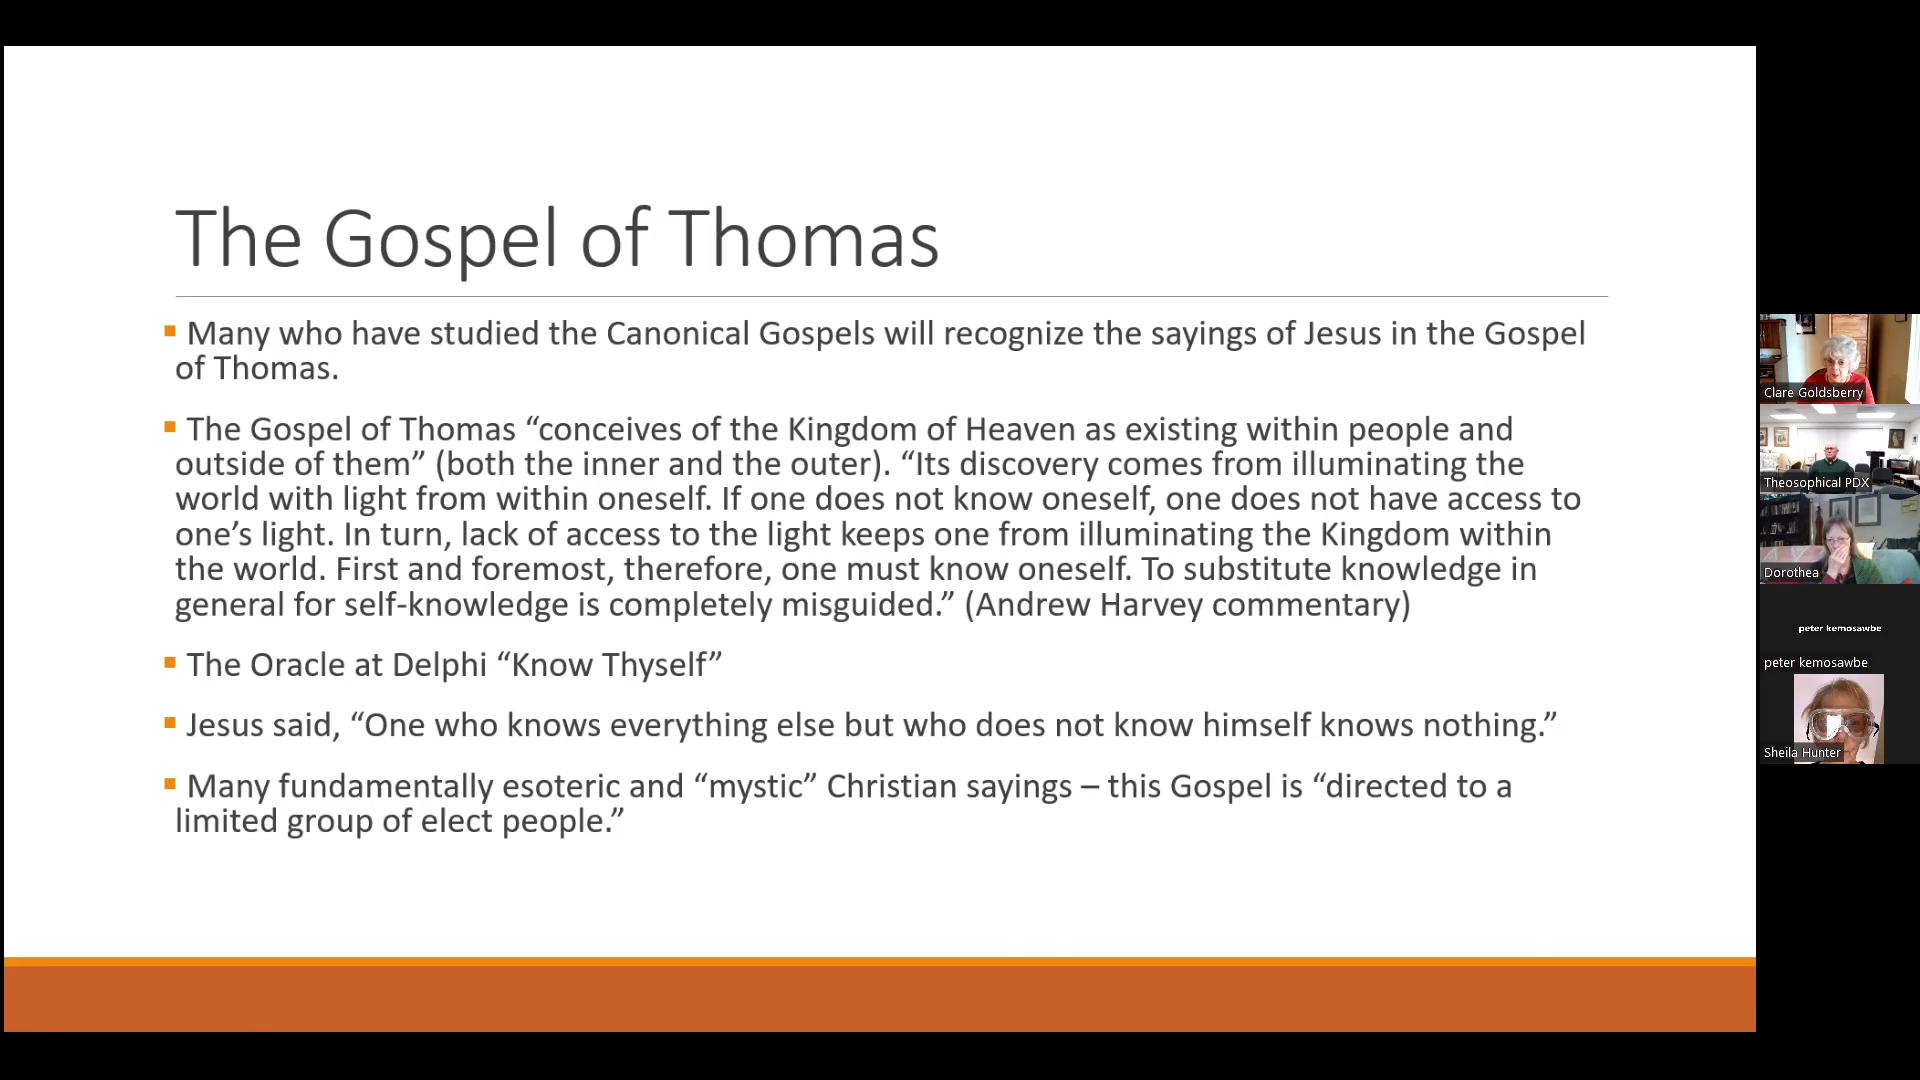 The Gospel of Thomas
▪ Many who have studied the Canonical Gospels will recognize the sayings of Jesus in the Gospel
of Thomas.
▪ The Gospel of Thomas “conceives of the Kingdom of Heaven as existing within people and
outside of them” (both the inner and the outer). “Its discovery comes from illuminating the
world with light from within oneself. If one does not know oneself, one does not have access to
one’s light. In turn, lack of access to the light keeps one from illuminating the Kingdom within
the world. First and foremost, therefore, one must know oneself. To substitute knowledge in
general for self-knowledge is completely misguided.” (Andrew Harvey commentary)
▪ The Oracle at Delphi “Know Thyself”
▪ Jesus said, “One who knows everything else but who does not know himself knows nothing.”
▪ Many fundamentally esoteric and “mystic” Christian sayings – this Gospel is “directed to a
limited group of elect people.”
Clare Goldsberry
Theosophical PDX
Dorothea
peter kemosawbe
peter kemosawbe
Sheila Hunter